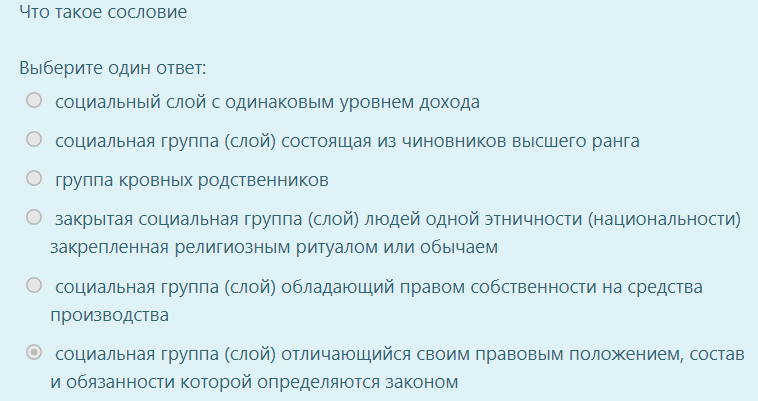 Что такое сословие
Выберите один ответ:
социальный слой с одинаковым уровнем дохода
социальная группа (слой) состоящая из чиновников высшего ранга
группа кровных родственников
закрытая социальная группа (слой) людей одной этничности (национальности)
закрепленная религиозным ритуалом или обычаем
социальная группа (слой) обладающий правом собственности на средства
производства
социальная группа (слой) отличающийся своим правовым положением, состав
и обязанности которой определяются законом